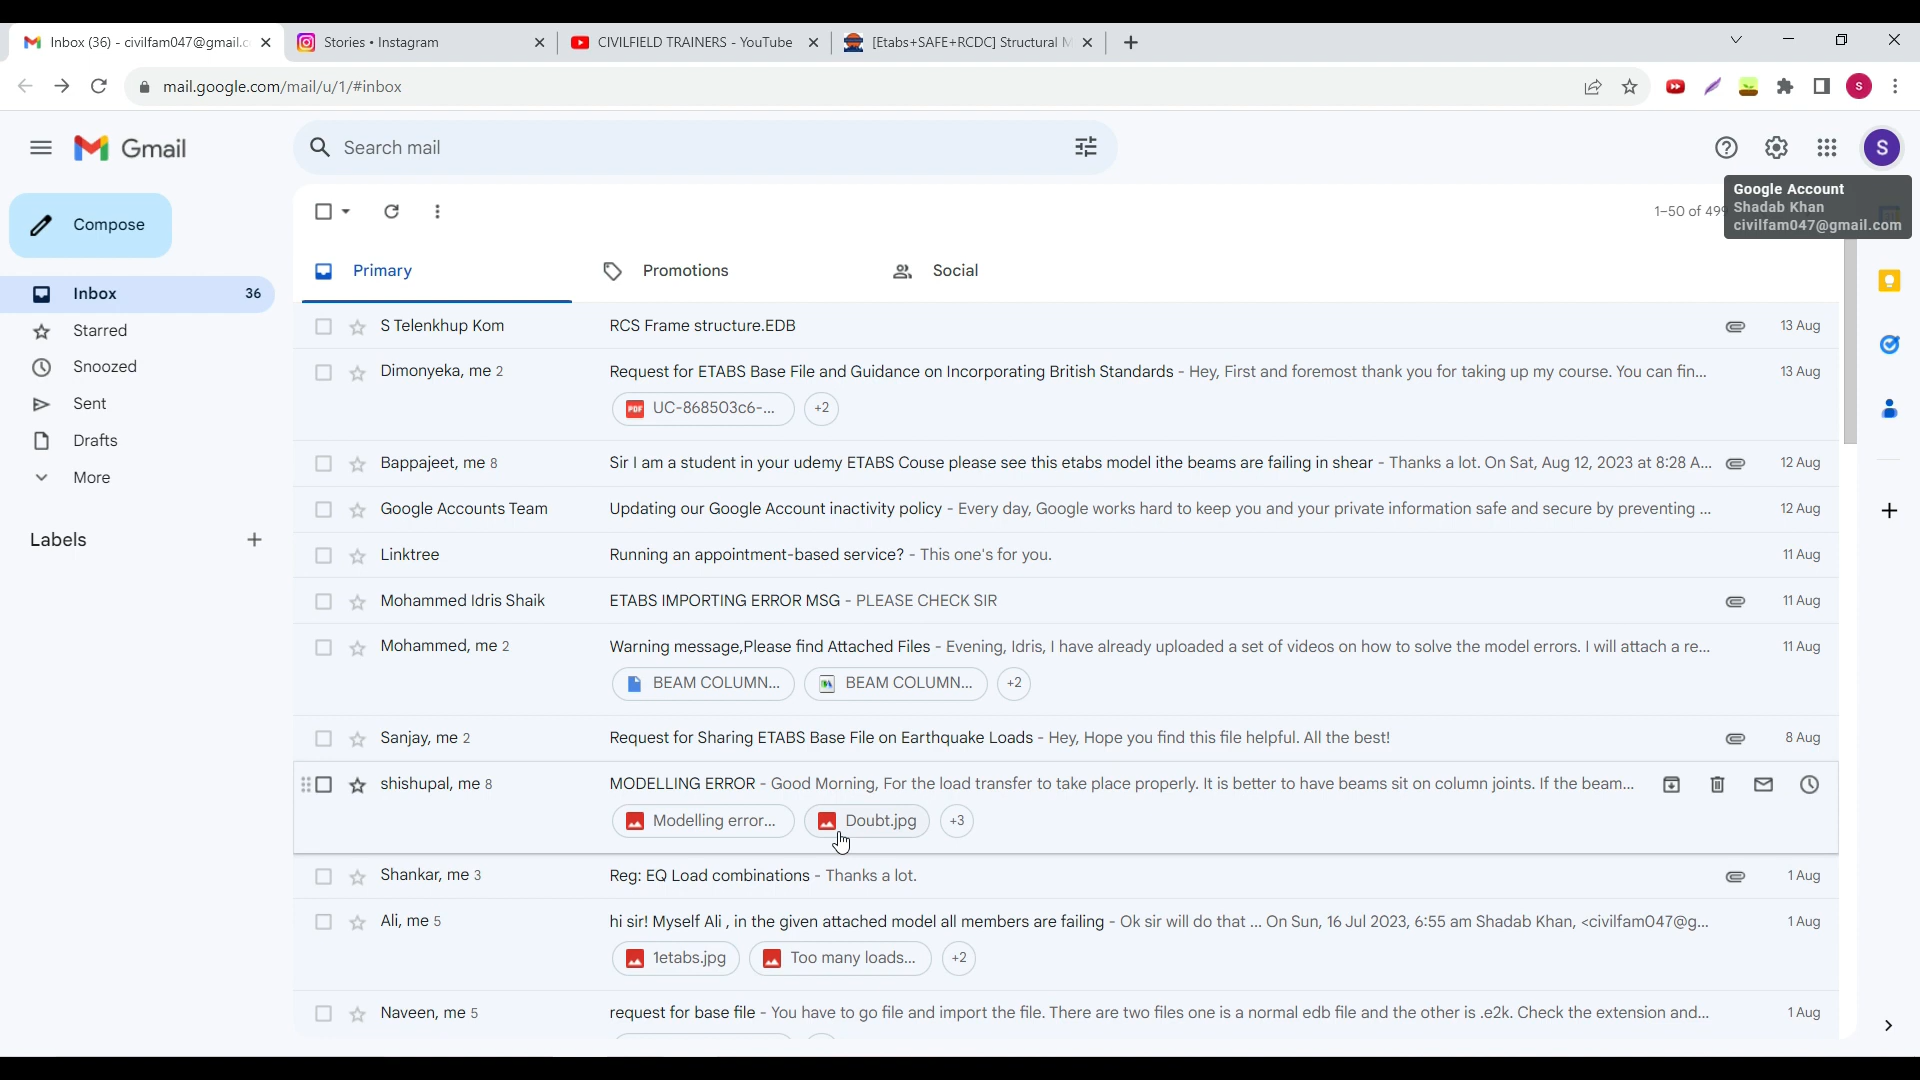 Inbox (36) - civilfam047@gmail.c
Stories • Instagram
CIVILFIELD TRAINERS - YouTube
[Etabs+SAFE+RCDC] Structural M
mail.google.com/mail/u/1/#inbox
S
Gmail
Search mail
S
Google Account
Shadab Khan
civilfam047@gmail.com
Compose
1–50 of 499
Primary
Promotions
Social
Inbox 36
Starred
Snoozed
Sent
Drafts
More
Labels
S Telenkhup Kom RCS Frame structure.EDB 13 Aug
Dimonyeka, me 2 Request for ETABS Base File and Guidance on Incorporating British Standards - Hey, First and foremost thank you for taking up my course. You can fin... 13 Aug
PDF UC-868503c6-... +2
Bappajeet, me 8 Sir I am a student in your udemy ETABS Couse please see this etabs model ithe beams are failing in shear - Thanks a lot. On Sat, Aug 12, 2023 at 8:28 A... 12 Aug
Google Accounts Team Updating our Google Account inactivity policy - Every day, Google works hard to keep you and your private information safe and secure by preventing ... 12 Aug
Linktree Running an appointment-based service? - This one's for you. 11 Aug
Mohammed Idris Shaik ETABS IMPORTING ERROR MSG - PLEASE CHECK SIR 11 Aug
Mohammed, me 2 Warning message,Please find Attached Files - Evening, Idris, I have already uploaded a set of videos on how to solve the model errors. I will attach a re... 11 Aug
BEAM COLUMN... BEAM COLUMN... +2
Sanjay, me 2 Request for Sharing ETABS Base File on Earthquake Loads - Hey, Hope you find this file helpful. All the best! 8 Aug
shishupal, me 8 MODELLING ERROR - Good Morning, For the load transfer to take place properly. It is better to have beams sit on column joints. If the beam...
Modelling error... Doubt.jpg +3
Shankar, me 3 Reg: EQ Load combinations - Thanks a lot. 1 Aug
Ali, me 5 hi sir! Myself Ali , in the given attached model all members are failing - Ok sir will do that ... On Sun, 16 Jul 2023, 6:55 am Shadab Khan, <civilfam047@g... 1 Aug
1etabs.jpg Too many loads... +2
Naveen, me 5 request for base file - You have to go file and import the file. There are two files one is a normal edb file and the other is .e2k. Check the extension and... 1 Aug